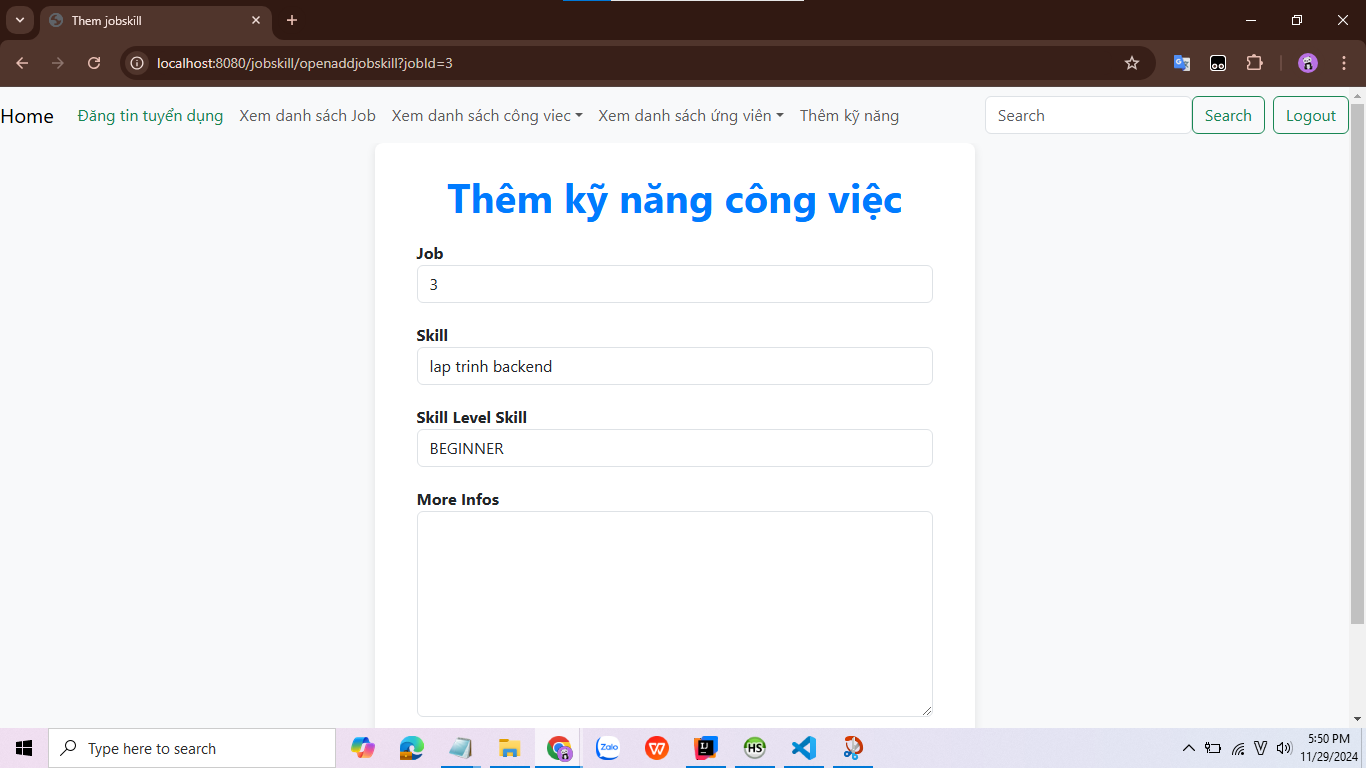 Them jobskill
localhost:8080/jobskill/openaddjobskill?jobId=3
Home Đăng tin tuyển dụng Xem danh sách Job Xem danh sách công viec Xem danh sách ứng viên Thêm kỹ năng Search Search Logout
Thêm kỹ năng công việc
Job
3
Skill
lap trinh backend
Skill Level Skill
BEGINNER
More Infos
Type here to search
Zalo
W
IJ
HS
V
5:50 PM
11/29/2024